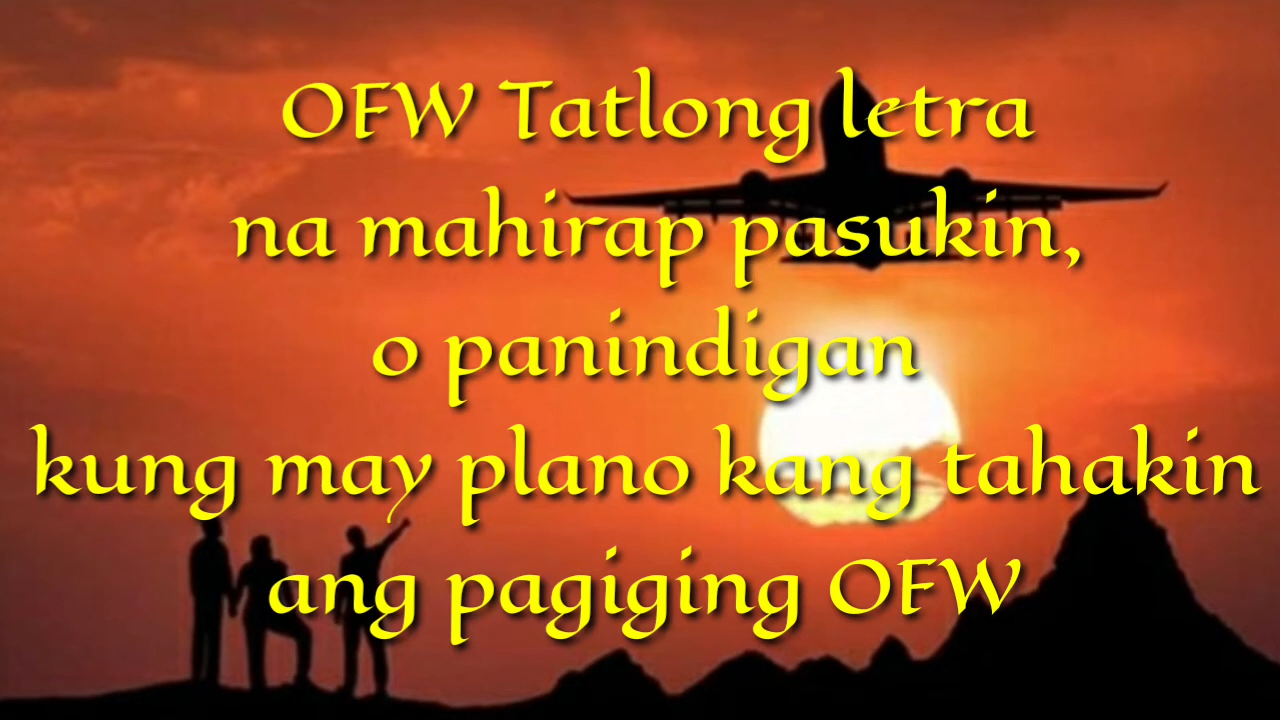 OFW Tatlong letra
na mahirap pasukin,
o panindigan
kung may plano kang tahakin
ang pagiging OFW